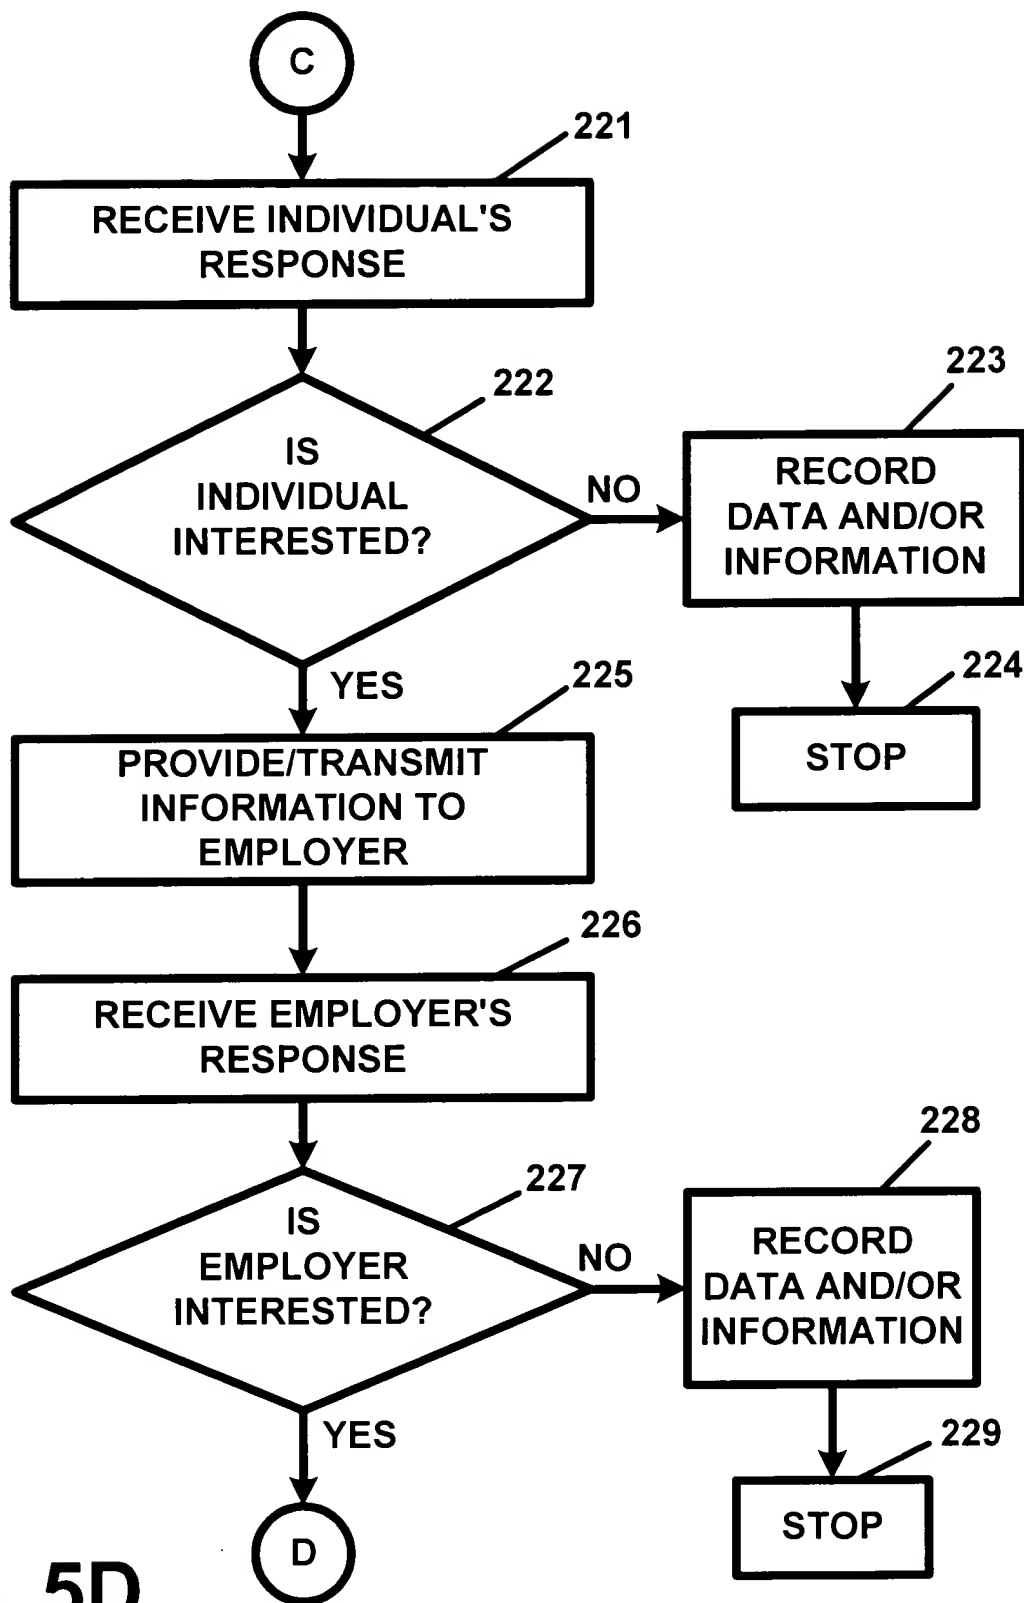 C
221
RECEIVE INDIVIDUAL'S
RESPONSE
222
IS
INDIVIDUAL
INTERESTED?
NO
223
RECORD
DATA AND/OR
INFORMATION
224
STOP
YES
225
PROVIDE/TRANSMIT
INFORMATION TO
EMPLOYER
226
RECEIVE EMPLOYER'S
RESPONSE
227
IS
EMPLOYER
INTERESTED?
NO
228
RECORD
DATA AND/OR
INFORMATION
229
STOP
YES
D
5D